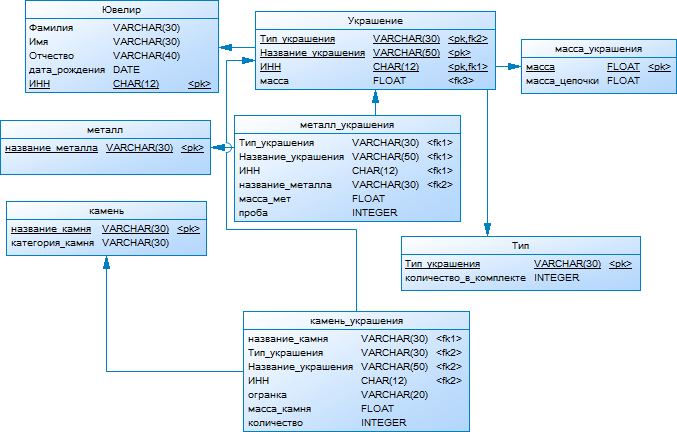 Ювелир
Фамилия VARCHAR(30)
Имя VARCHAR(30)
Отчество VARCHAR(40)
дата_рождения DATE
ИНН CHAR(12) <pk>
Украшение
Тип_украшения VARCHAR(30) <pk,fk2>
Название_украшения VARCHAR(50) <pk>
ИНН CHAR(12) <pk,fk1>
масса FLOAT <fk3>
масса_украшения
масса FLOAT <pk>
масса_цепочки FLOAT
металл
название_металла VARCHAR(30) <pk>
металл_украшения
Тип_украшения VARCHAR(30) <fk1>
Название_украшения VARCHAR(50) <fk1>
ИНН CHAR(12) <fk1>
название_металла VARCHAR(30) <fk2>
масса_мет FLOAT
проба INTEGER
камень
название_камня VARCHAR(30) <pk>
категория_камня VARCHAR(30)
Тип
Тип_украшения VARCHAR(30) <pk>
количество_в_комплекте INTEGER
камень_украшения
название_камня VARCHAR(30) <fk1>
Тип_украшения VARCHAR(30) <fk2>
Название_украшения VARCHAR(50) <fk2>
ИНН CHAR(12) <fk2>
огранка VARCHAR(20)
масса_камня FLOAT
количество INTEGER